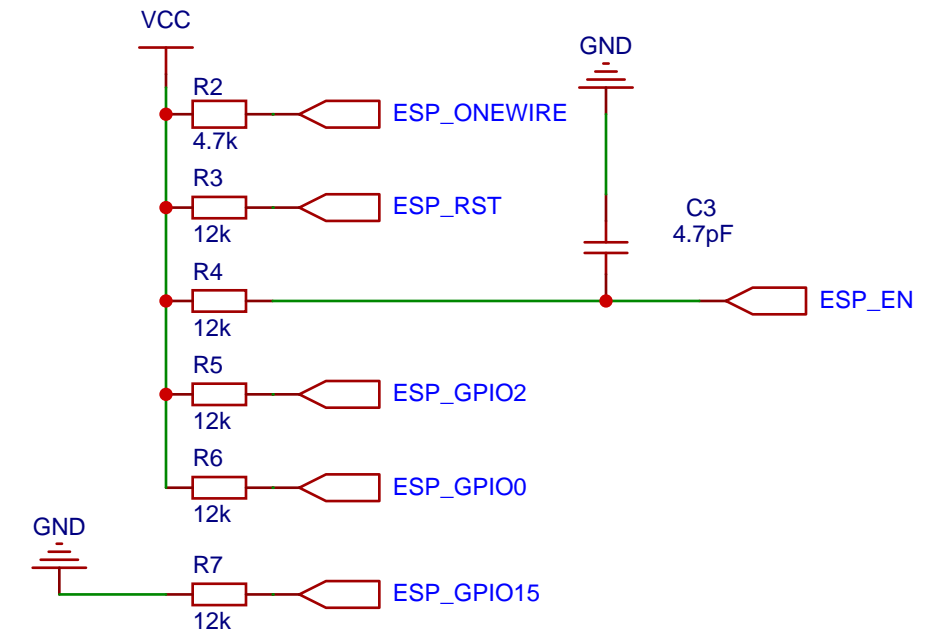 VCC
GND
R2
ESP_ONEWIRE
4.7k
R3
ESP_RST
12k
C3
4.7pF
R4
ESP_EN
12k
R5
ESP_GPIO2
12k
R6
ESP_GPIO0
12k
GND
R7
ESP_GPIO15
12k